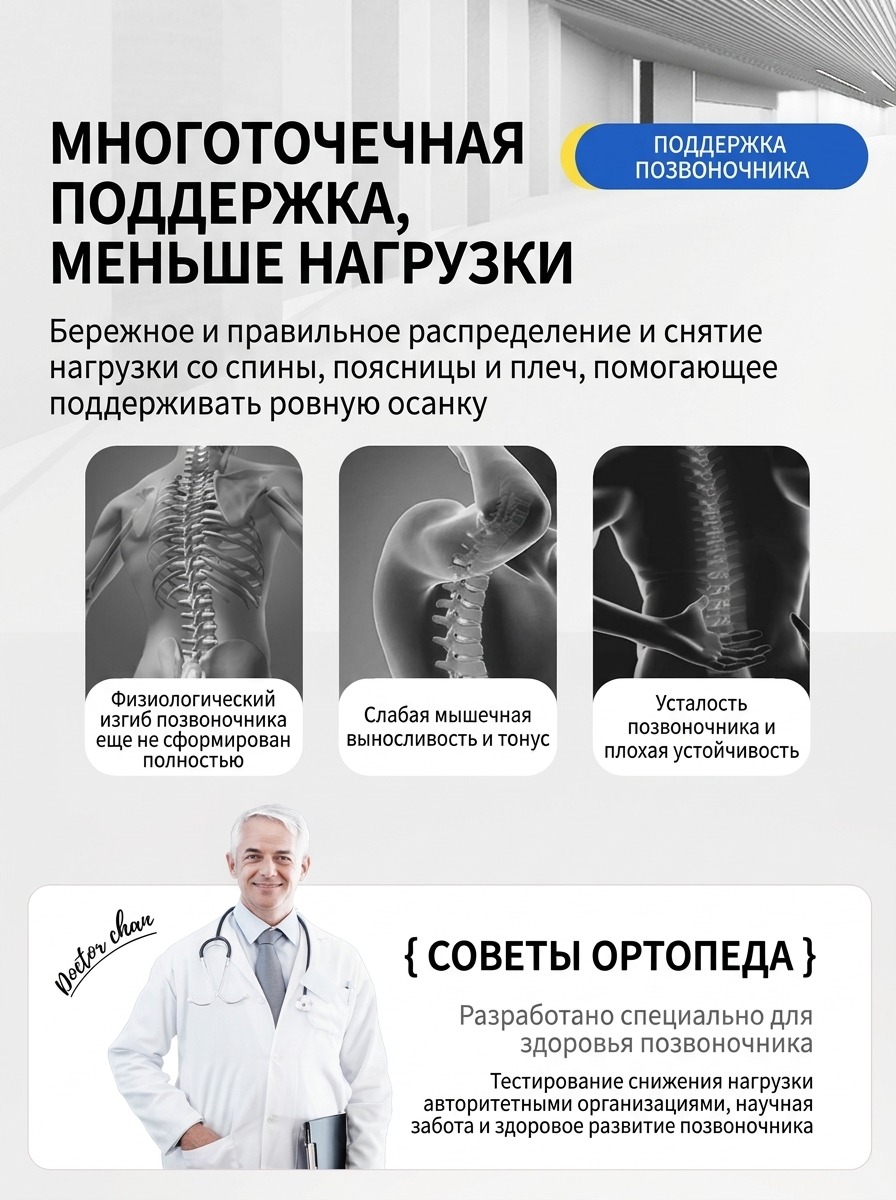 МНОГОТОЧЕЧНАЯ
ПОДДЕРЖКА,
МЕНЬШЕ НАГРУЗКИ
ПОДДЕРЖКА
ПОЗВОНОЧНИКА
Бережное и правильное распределение и снятие
нагрузки со спины, поясницы и плеч, помогающее
поддерживать ровную осанку
Физиологический
изгиб позвоночника
еще не сформирован
полностью
Слабая мышечная
выносливость и тонус
Усталость
позвоночника и
плохая устойчивость
Doctor chan
{ СОВЕТЫ ОРТОПЕДА }
Разработано специально для
здоровья позвоночника
Тестирование снижения нагрузки
авторитетными организациями, научная
забота и здоровое развитие позвоночника